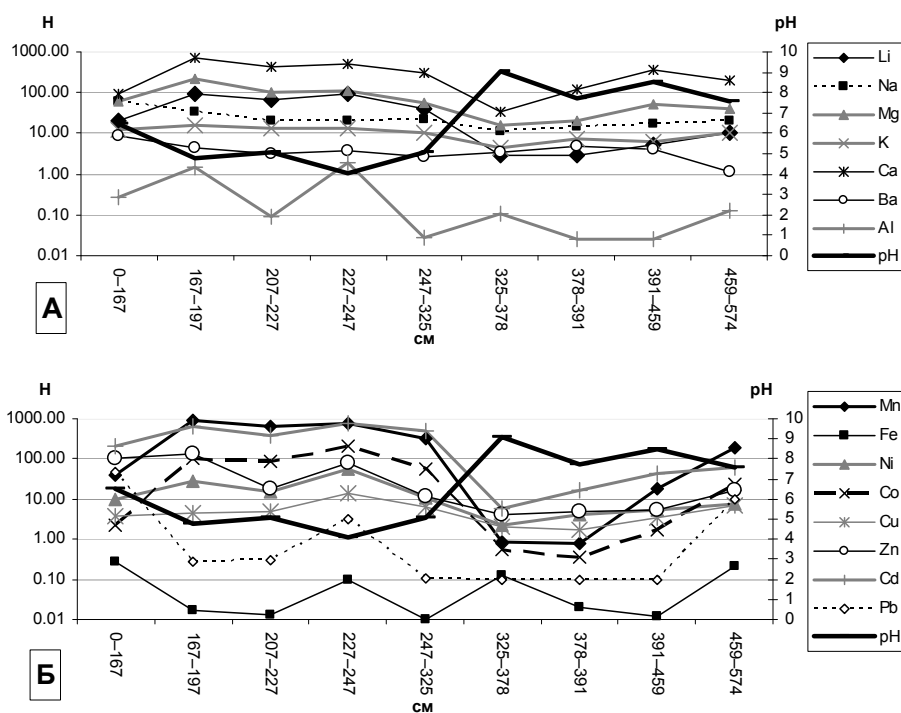 Н pH
1000.00 10
100.00 9
10.00 8
1.00 7
0.10 6
0.01 5
4
3
2
1
0
0–167
167–197
207–227
227–247
247–325
325–378
378–391
391–459
459–574
см
А
Li
Na
Mg
K
Ca
Ba
Al
pH
Н pH
1000.00 10
100.00 9
10.00 8
1.00 7
0.10 6
0.01 5
4
3
2
1
0
0–167
167–197
207–227
227–247
247–325
325–378
378–391
391–459
459–574
см
Б
Mn
Fe
Ni
Co
Cu
Zn
Cd
Pb
pH